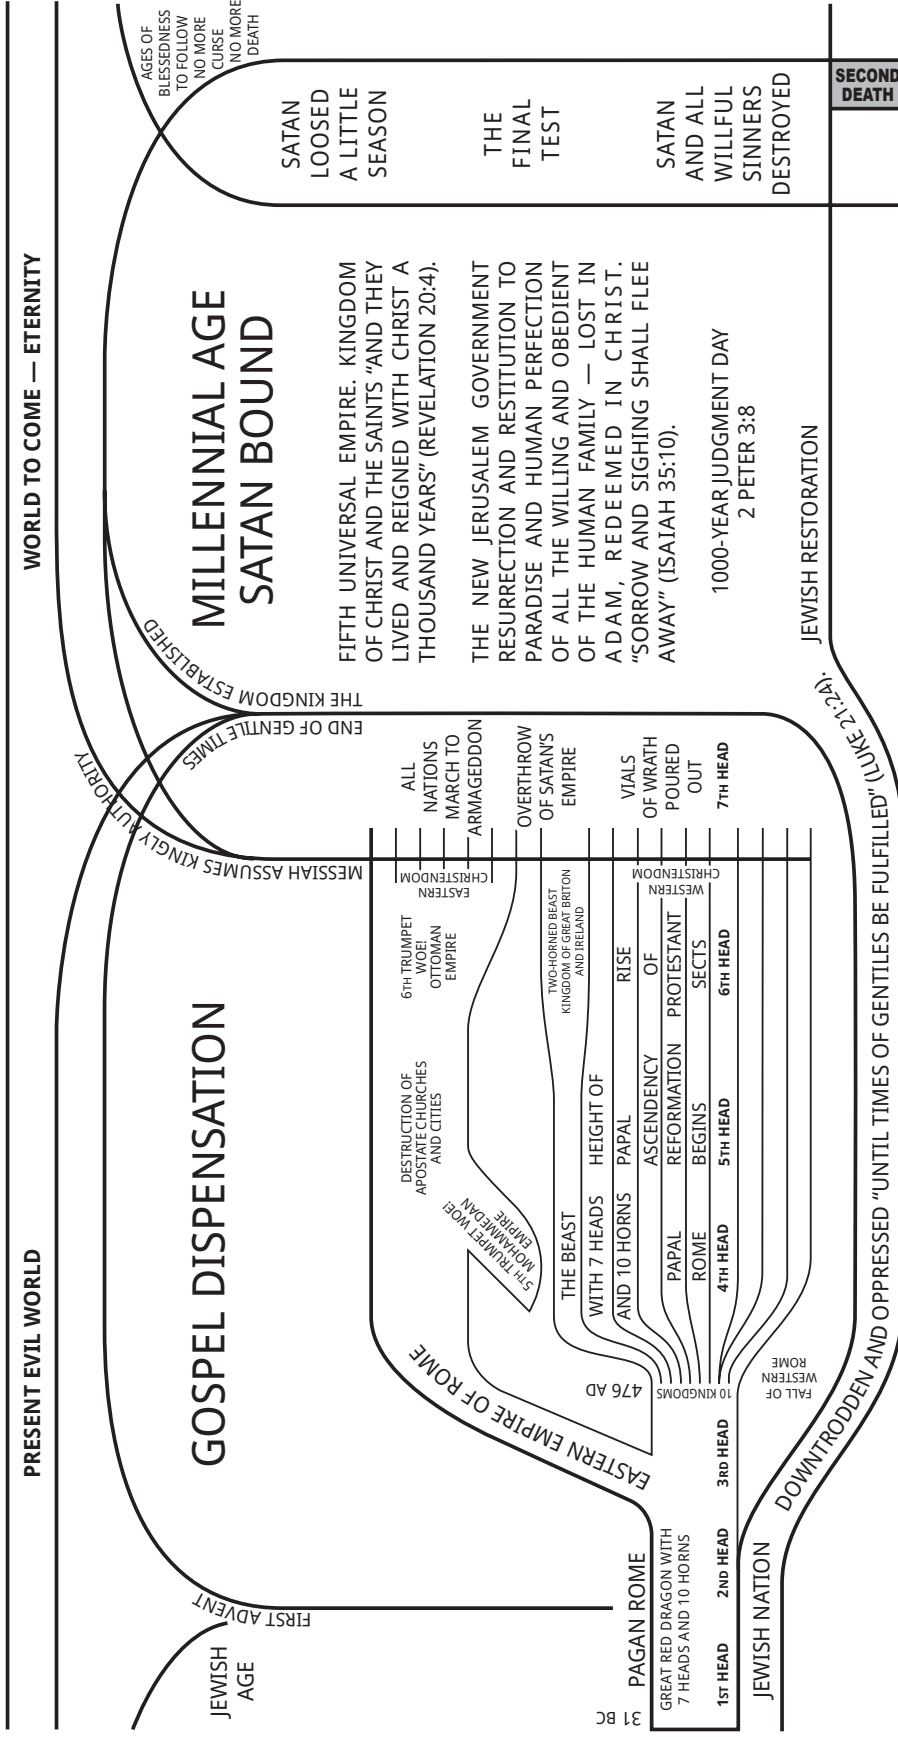 PRESENT EVIL WORLD
WORLD TO COME — ETERNITY
JEWISH
AGE
FIRST ADVENT
GOSPEL DISPENSATION
MESSIAH ASSUMES KINGLY AUTHORITY
END OF GENTILE TIMES
THE KINGDOM ESTABLISHED
MILLENNIAL AGE
SATAN BOUND
FIFTH UNIVERSAL EMPIRE. KINGDOM
OF CHRIST AND THE SAINTS “AND THEY
LIVED AND REIGNED WITH CHRIST A
THOUSAND YEARS” (REVELATION 20:4).
THE NEW JERUSALEM GOVERNMENT
RESURRECTION AND RESTITUTION TO
PARADISE AND HUMAN PERFECTION
OF ALL THE WILLING AND OBEDIENT
OF THE HUMAN FAMILY — LOST IN
ADAM, REDEEMED IN CHRIST.
“SORROW AND SIGHING SHALL FLEE
AWAY” (ISAIAH 35:10).
1000-YEAR JUDGMENT DAY
2 PETER 3:8
JEWISH RESTORATION
AGES OF
BLESSEDNESS
TO FOLLOW
NO MORE
CURSE
NO MORE
DEATH
SATAN
LOOSED
A LITTLE
SEASON
THE
FINAL
TEST
SATAN
AND ALL
WILLFUL
SINNERS
DESTROYED
SECOND
DEATH
31 BC
PAGAN ROME
GREAT RED DRAGON WITH
7 HEADS AND 10 HORNS
1ST HEAD
2ND HEAD
3RD HEAD
4TH HEAD
5TH HEAD
6TH HEAD
7TH HEAD
JEWISH NATION
DOWNTRODDEN AND OPPRESSED “UNTIL TIMES OF GENTILES BE FULFILLED” (LUKE 21:24).
EASTERN EMPIRE OF ROME
476 AD
10 KINGDOMS
FALL OF
WESTERN
ROME
5TH TRUMPET WOE!
MOHAMMEDAN
EMPIRE
DESTRUCTION OF
APOSTATE CHURCHES
AND CITIES
6TH TRUMPET
WOE!
OTTOMAN
EMPIRE
EASTERN
CHRISTENDOM
ALL
NATIONS
MARCH TO
ARMAGEDDON
OVERTHROW
OF SATAN’S
EMPIRE
TWO-HORNED BEAST
KINGDOM OF GREAT BRITON
AND IRELAND
THE BEAST
WITH 7 HEADS
AND 10 HORNS
HEIGHT OF
PAPAL
ASCENDENCY
PAPAL
ROME
REFORMATION
BEGINS
RISE
OF
PROTESTANT
SECTS
WESTERN
CHRISTENDOM
VIALS
OF WRATH
POURED
OUT